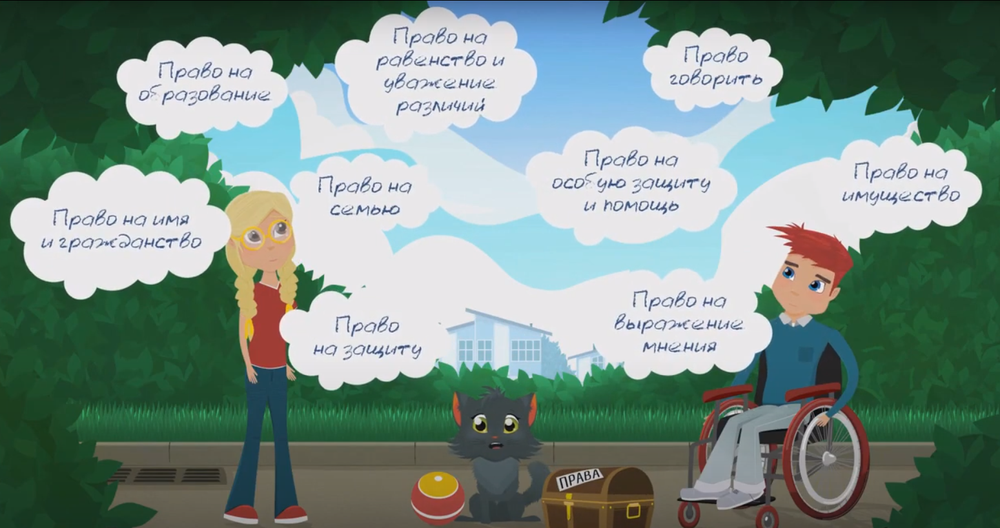 Право на
образование
Право на
равенство и
уважение
различий
Право
говорить
Право на имя
и гражданство
Право на
семью
Право на
особую защиту
и помощь
Право на
имущество
Право
на защиту
Право на
выражение
мнения
ПРАВА